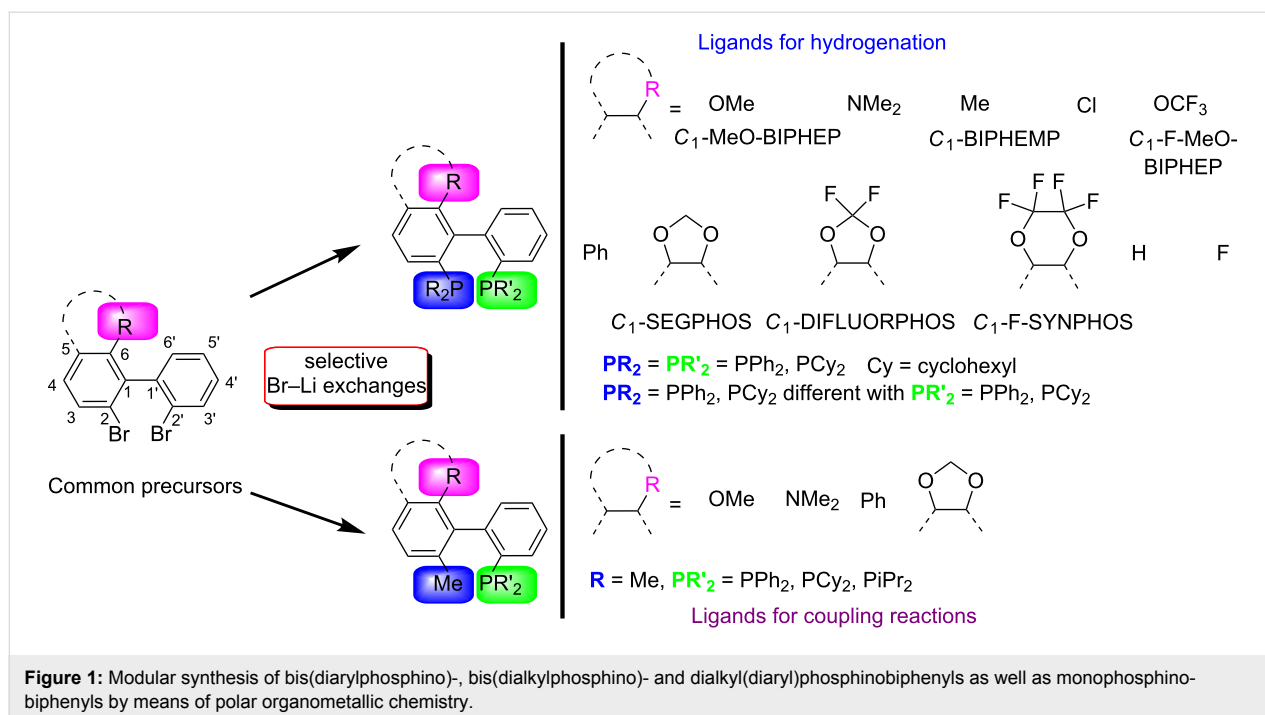 Ligands for hydrogenation
R
=
OMe
NMe2
Me
Cl
OCF3
C1-MeO-BIPHEP
C1-BIPHEMP
C1-F-MeO-
BIPHEP
Ph
O O
F F
O O
F F F F
O O
H
F
C1-SEGPHOS
C1-DIFLUORPHOS
C1-F-SYNPHOS
PR2 = PR'2 = PPh2, PCy2 Cy = cyclohexyl
PR2 = PPh2, PCy2 different with PR'2 = PPh2, PCy2
R
R2P
PR'2
R
5'
6
6'
5'
4
1
1'
4'
3
2
2'
3'
Br
Br
selective
Br–Li exchanges
Common precursors
R
Me
PR'2
R
=
OMe
NMe2
Ph
O O
R = Me, PR'2 = PPh2, PCy2, PiPr2
Ligands for coupling reactions
Figure 1: Modular synthesis of bis(diarylphosphino)-, bis(dialkylphosphino)- and dialkyl(diaryl)phosphinobiphenyls as well as monophosphino-
biphenyls by means of polar organometallic chemistry.